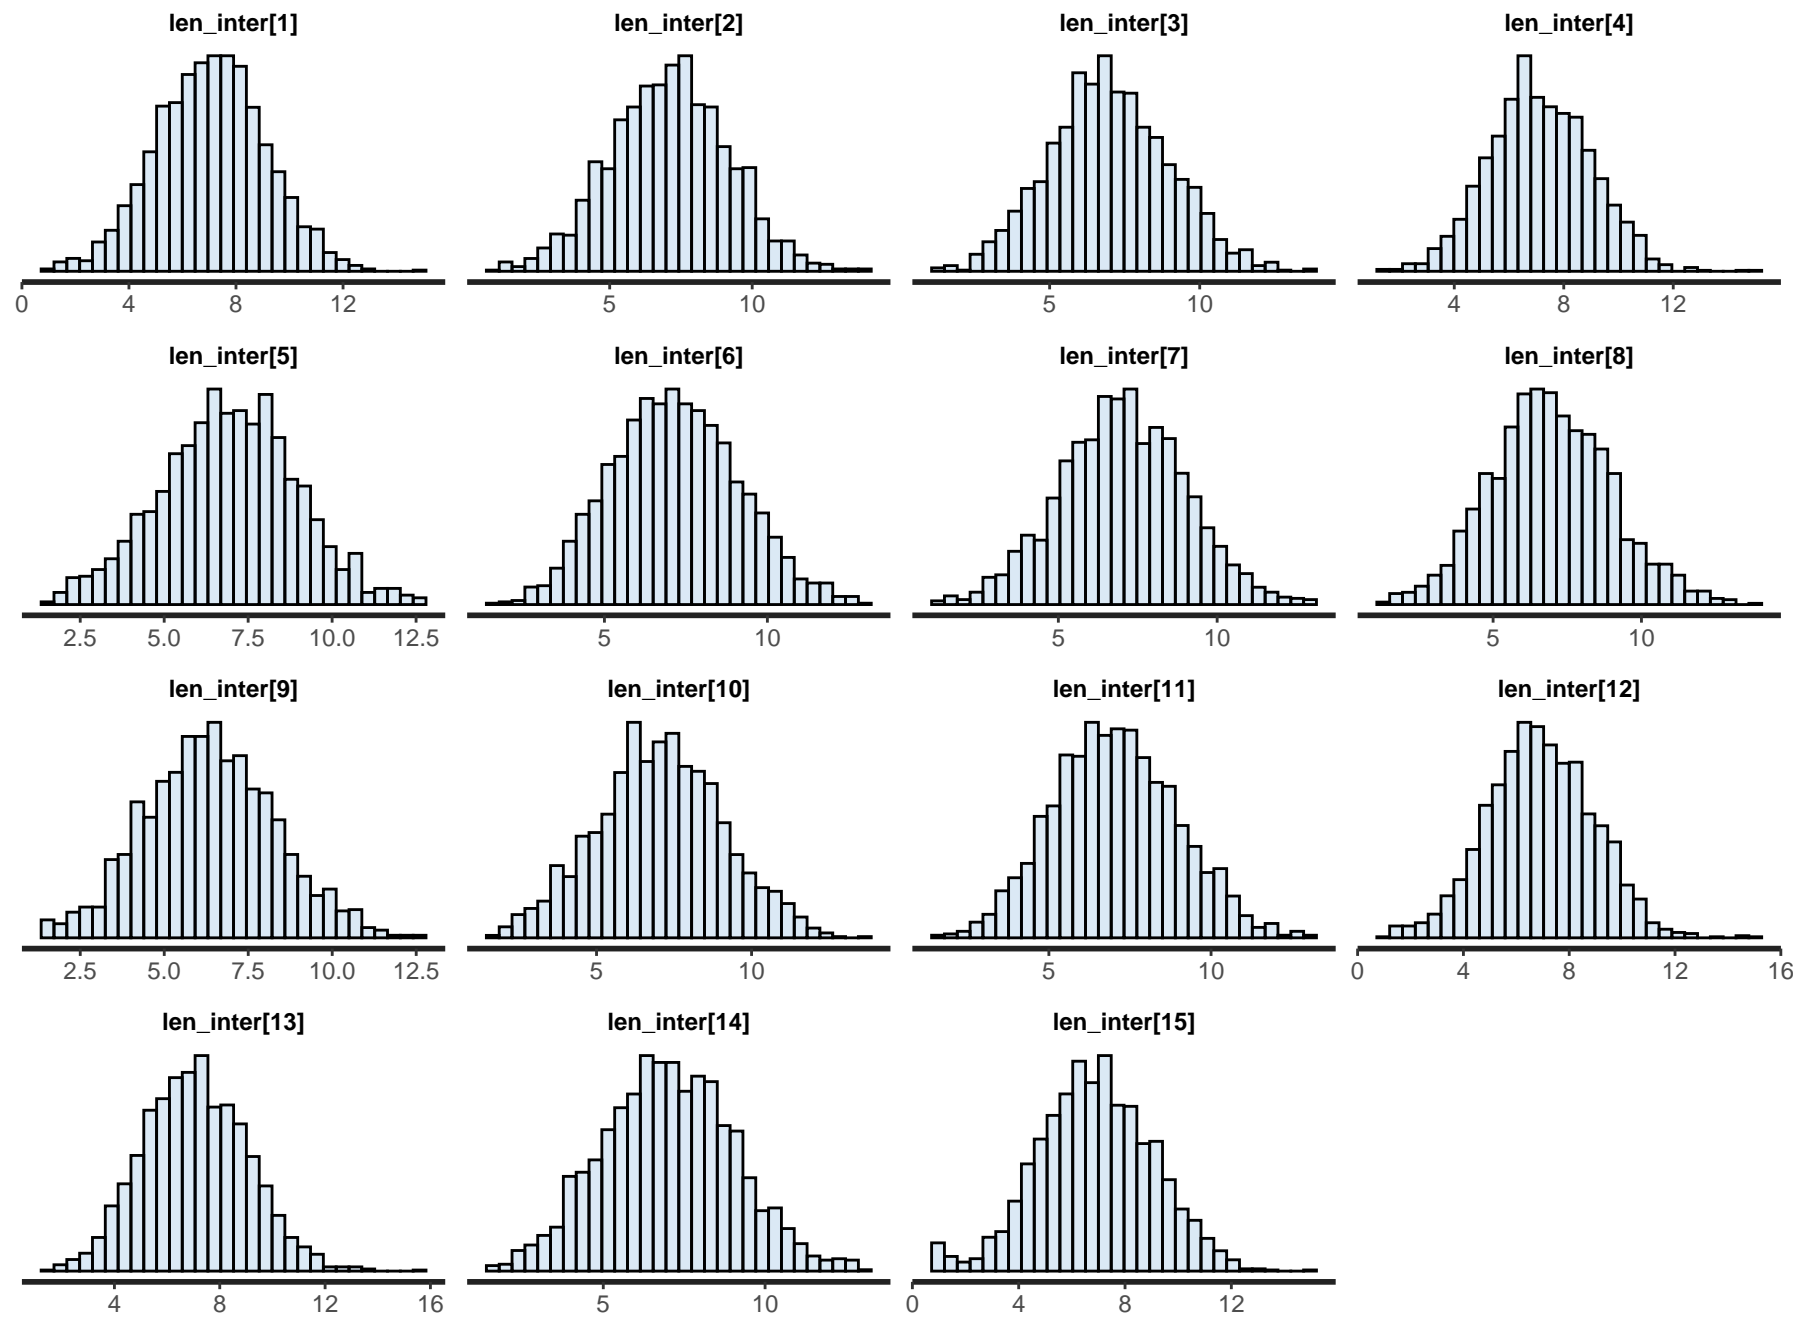 len_inter[1] len_inter[2] len_inter[3] len_inter[4]
0 4 8 12 5 10 5 10 4 8 12
len_inter[5] len_inter[6] len_inter[7] len_inter[8]
2.5 5.0 7.5 10.0 12.5 5 10 5 10 5 10
len_inter[9] len_inter[10] len_inter[11] len_inter[12]
2.5 5.0 7.5 10.0 12.5 5 10 5 10 0 4 8 12 16
len_inter[13] len_inter[14] len_inter[15]
4 8 12 16 5 10 0 4 8 12